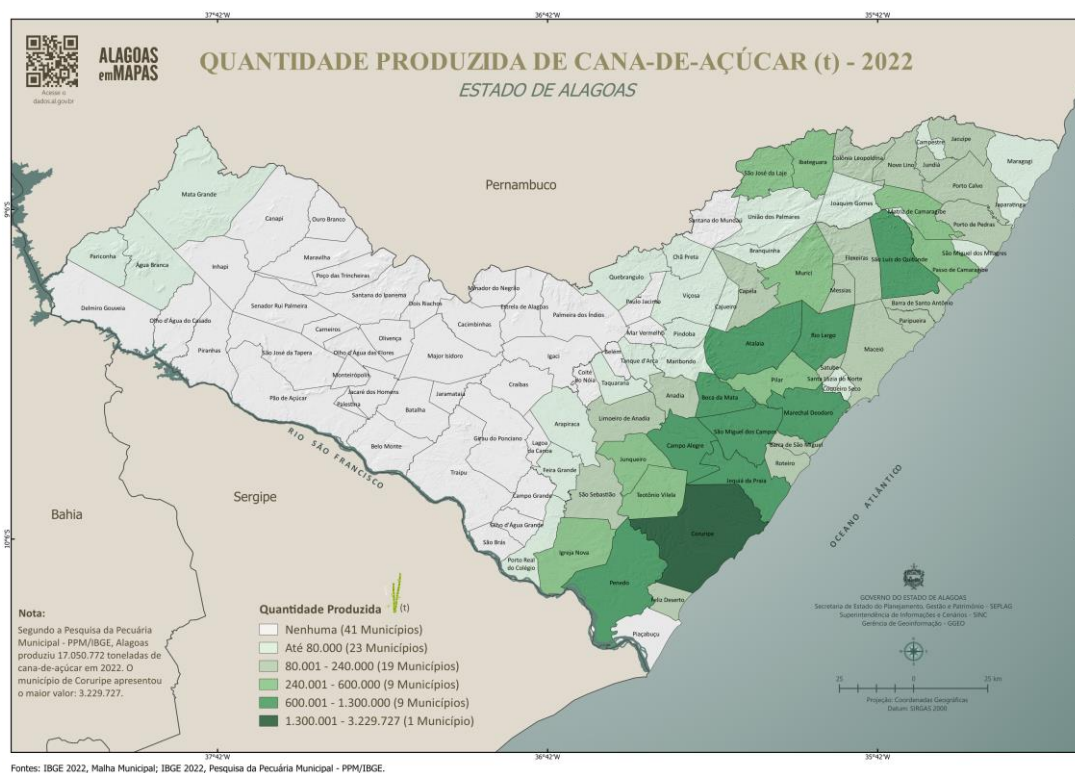 37°42'W 36°42'W 35°42'W
ALAGOAS
emMAPAS
Acesse o
dados.al.gov.br
QUANTIDADE PRODUZIDA DE CANA-DE-AÇÚCAR (t) - 2022
ESTADO DE ALAGOAS
Pernambuco
Sergipe
Bahia
RIO SÃO FRANCISCO
OCEANO ATLÂNTICO
9°6'S
10°6'S
Mata Grande
Canapi
Ouro Branco
Pariconha
Água Branca
Inhapi
Maravilha
Poço das Trincheiras
Delmiro Gouveia
Olho d'Água do Casado
Senador Rui Palmeira
Santana do Ipanema
Dois Riachos
Minador do Negrão
Estrela de Alagoas
Cacimbinhas
Palmeira dos Índios
Piranhas
São José da Tapera
Carneiros
Olivença
Olho d'Água das Flores
Major Isidoro
Igaci
Monteirópolis
Pão de Açúcar
Jacaré dos Homens
Palestina
Jaramataia
Batalha
Craíbas
Belo Monte
Girau do Ponciano
Traipu
Lagoa
da Canoa
Arapiraca
Feira Grande
Campo Grande
Olho d'Água Grande
São Brás
Porto Real
do Colégio
Igreja Nova
Penedo
Piaçabuçu
Feliz Deserto
Coruripe
São Sebastião
Teotônio Vilela
Junqueiro
Limoeiro de Anadia
Campo Alegre
Jequiá da Praia
Roteiro
Barra de São Miguel
São Miguel dos Campos
Marechal Deodoro
Boca da Mata
Anadia
Taquarana
Coité
do Nóia
Belém
Tanque d'Arca
Maribondo
Mar Vermelho
Pindoba
Paulo Jacinto
Quebrangulo
Chã Preta
Viçosa
Cajueiro
Capela
Atalaia
Pilar
Rio Largo
Satuba
Santa Luzia do Norte
Coqueiro Seco
Maceió
Messias
Murici
Branquinha
União dos Palmares
Santana do Mundaú
São José da Laje
Ibateguara
Colônia Leopoldina
Novo Lino
Joaquim Gomes
Flexeiras
São Luís do Quitunde
Barra de Santo Antônio
Paripueira
Matriz de Camaragibe
Passo de Camaragibe
São Miguel dos Milagres
Porto de Pedras
Porto Calvo
Japaratinga
Maragogi
Jacuípe
Campestre
Jundiá
Nota:
Segundo a Pesquisa da Pecuária
Municipal - PPM/IBGE, Alagoas
produziu 17.050.772 toneladas de
cana-de-açúcar em 2022. O
município de Coruripe apresentou
o maior valor: 3.229.727.
Quantidade Produzida (t)
Nenhuma (41 Municípios)
Até 80.000 (23 Municípios)
80.001 - 240.000 (19 Municípios)
240.001 - 600.000 (9 Municípios)
600.001 - 1.300.000 (9 Municípios)
1.300.001 - 3.229.727 (1 Município)
GOVERNO DO ESTADO DE ALAGOAS
Secretaria de Estado do Planejamento, Gestão e Patrimônio - SEPLAG
Superintendência de Informações e Cenários - SINC
Gerência de Geoinformação - GGEO
25 0 25 km
Projeção: Coordenadas Geográficas
Datum: SIRGAS 2000
37°42'W 36°42'W 35°42'W
Fontes: IBGE 2022, Malha Municipal; IBGE 2022, Pesquisa da Pecuária Municipal - PPM/IBGE.